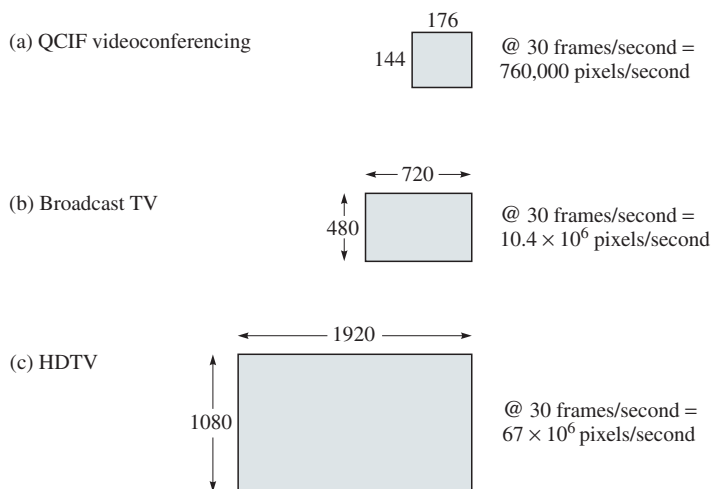 (a) QCIF videoconferencing
176
144
@ 30 frames/second =
760,000 pixels/second
(b) Broadcast TV
720
480
@ 30 frames/second =
10.4 × 10⁶ pixels/second
(c) HDTV
1920
1080
@ 30 frames/second =
67 × 10⁶ pixels/second